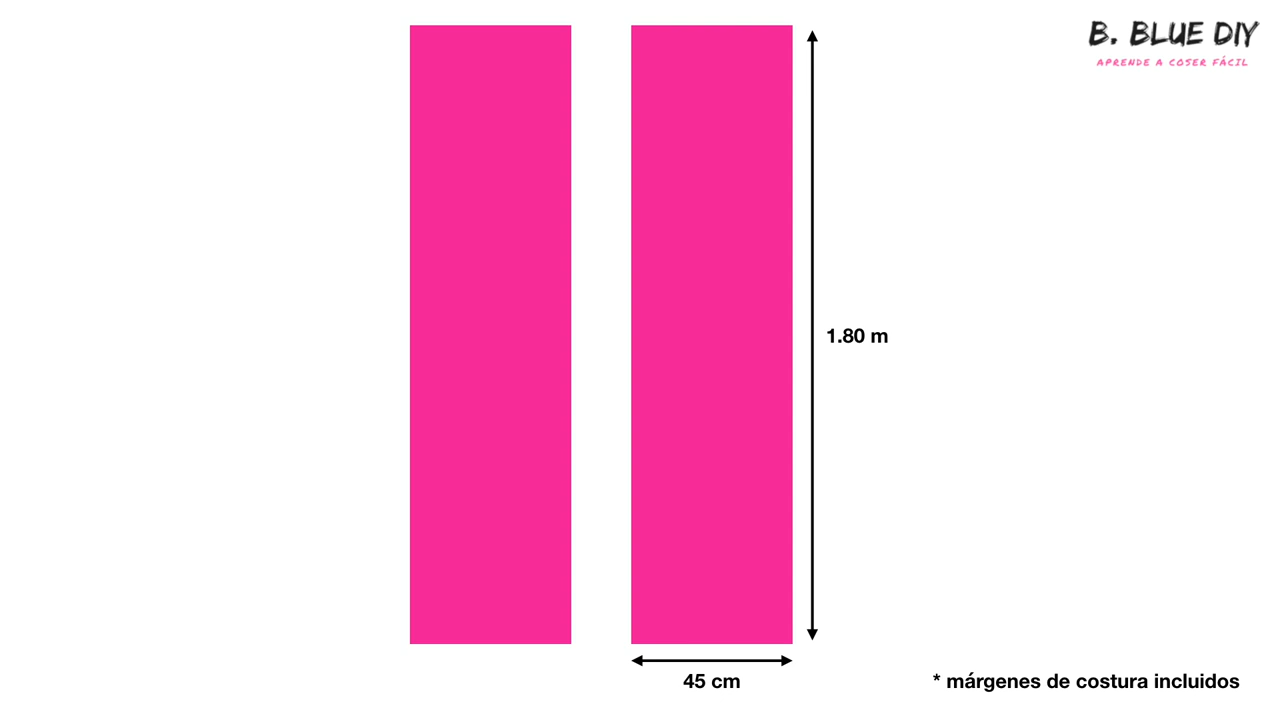 B. BLUE DIY
APRENDE A COSER FÁCIL
1.80 m
45 cm
* márgenes de costura incluidos